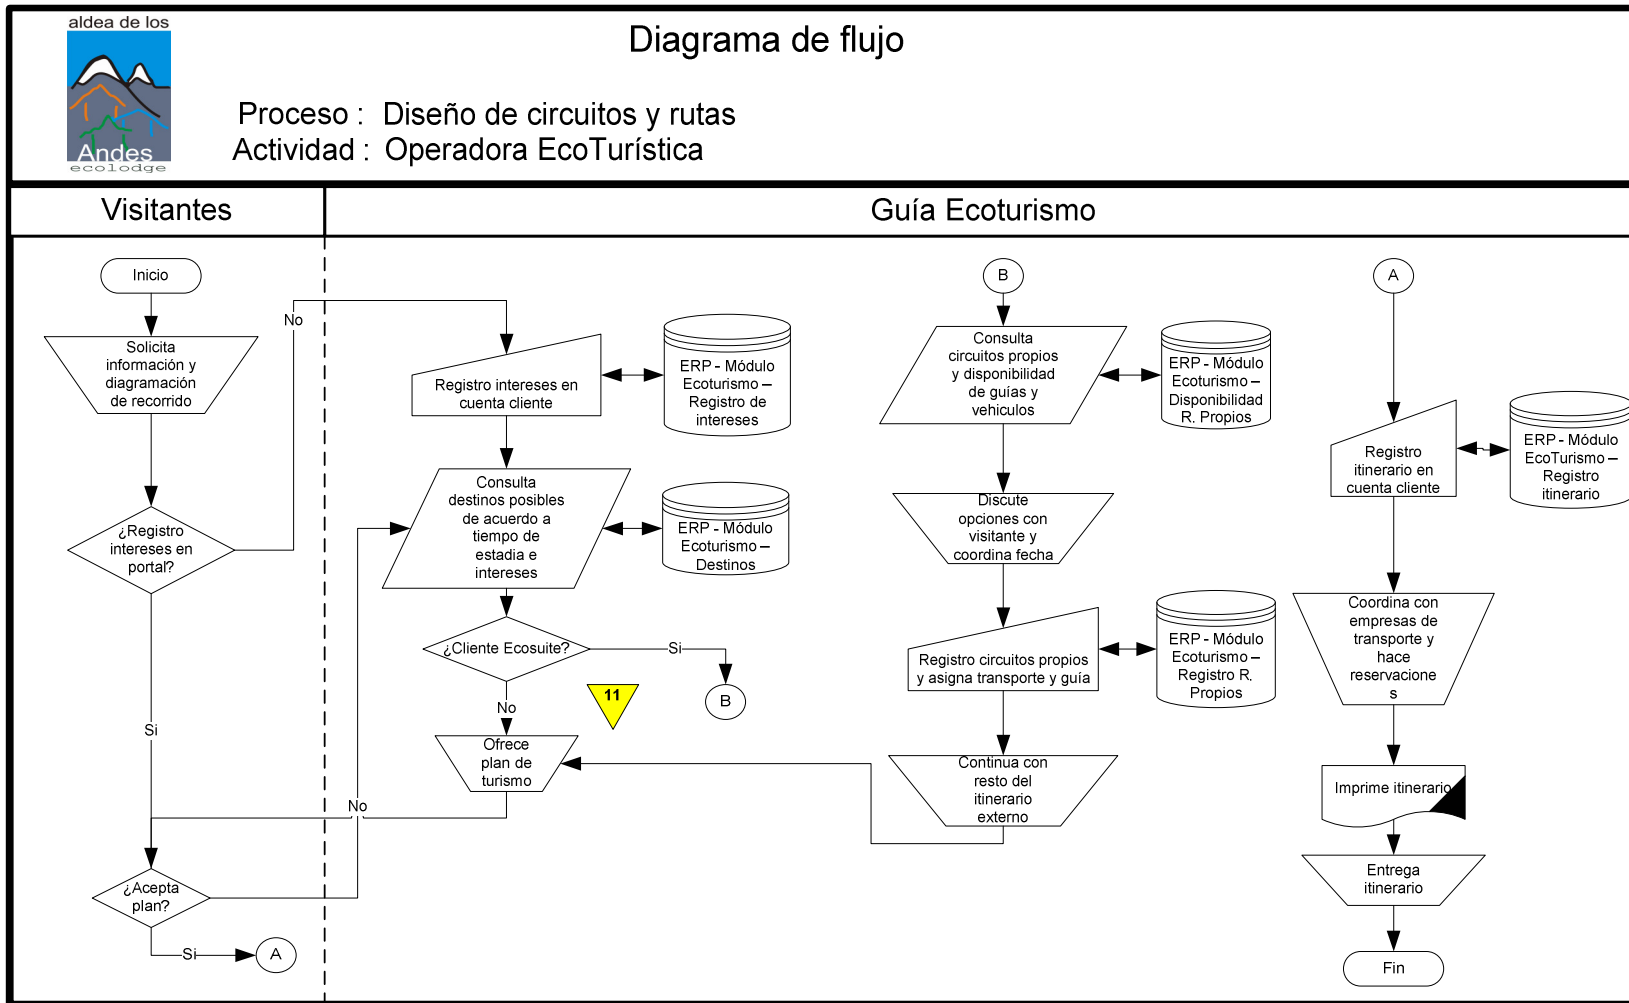 aldea de los
Andes
ecolodge
Diagrama de flujo
Proceso : Diseño de circuitos y rutas
Actividad : Operadora EcoTurística
Visitantes
Guía Ecoturismo
Inicio
Solicita
información y
diagramación
de recorrido
¿Registro
intereses en
portal?
No
Si
¿Acepta
plan?
No
Si
A
Registro intereses en
cuenta cliente
ERP - Módulo
Ecoturismo –
Registro de
intereses
Consulta
destinos posibles
de acuerdo a
tiempo de
estadia e
intereses
ERP - Módulo
Ecoturismo –
Destinos
¿Cliente Ecosuite?
Si
B
No
11
Ofrece
plan de
turismo
B
Consulta
circuitos propios
y disponibilidad
de guías y
vehiculos
ERP - Módulo
Ecoturismo –
Disponibilidad
R. Propios
Discute
opciones con
visitante y
coordina fecha
Registro circuitos propios
y asigna transporte y guía
ERP - Módulo
Ecoturismo –
Registro R.
Propios
Continua con
resto del
itinerario
externo
A
Registro
itinerario en
cuenta cliente
ERP - Módulo
EcoTurismo –
Registro
itinerario
Coordina con
empresas de
transporte y
hace
reservacione
s
Imprime itinerario
Entrega
itinerario
Fin